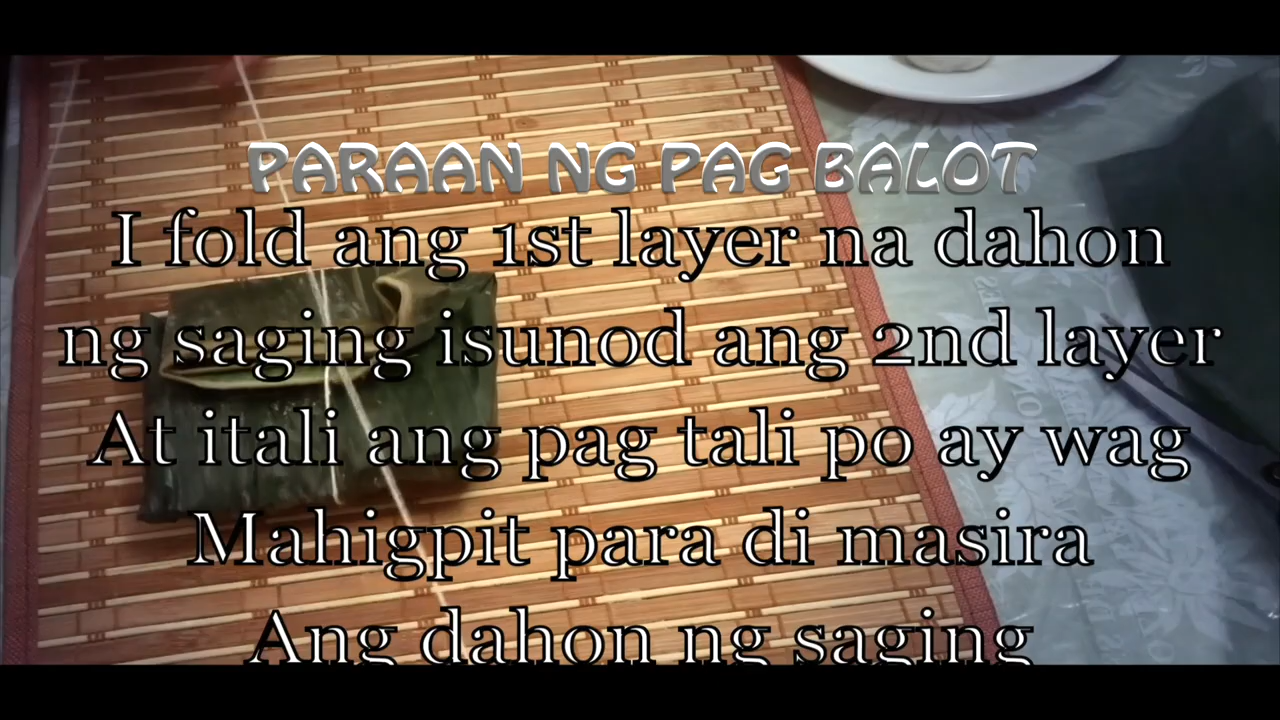 PARAAN NG PAG BALOT
I fold ang 1st layer na dahon
ng saging isunod ang 2nd layer
At itali ang pag tali po ay wag
Mahigpit para di masira
Ang dahon ng saging